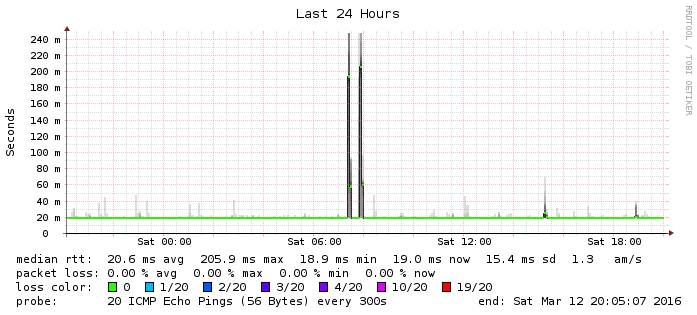 Last 24 Hours
RRDTOOL / TOBI OETIKER
Seconds
240 m
220 m
200 m
180 m
160 m
140 m
120 m
100 m
80 m
60 m
40 m
20 m
0
Sat 00:00 Sat 06:00 Sat 12:00 Sat 18:00
median rtt: 20.6 ms avg 205.9 ms max 18.9 ms min 19.0 ms now 15.4 ms sd 1.3 am/s
packet loss: 0.00 % avg 0.00 % max 0.00 % min 0.00 % now
loss color: 0 1/20 2/20 3/20 4/20 10/20 19/20
probe: 20 ICMP Echo Pings (56 Bytes) every 300s end: Sat Mar 12 20:05:07 2016